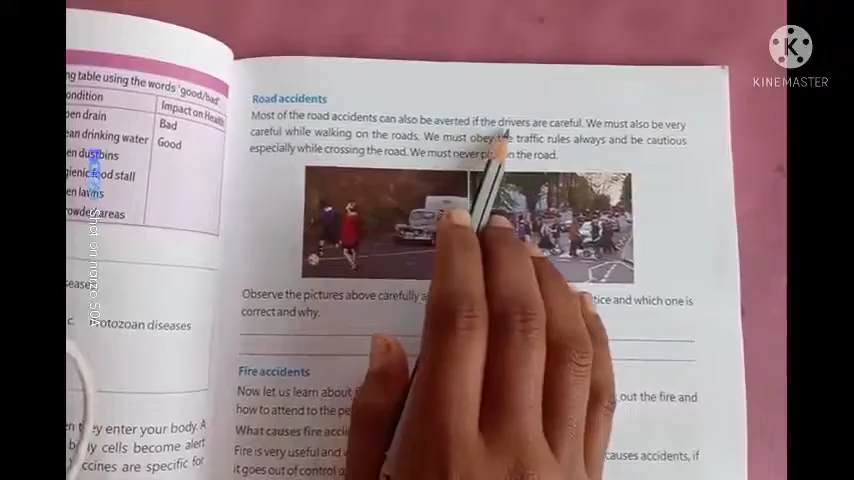 KINEMASTER
ng table using the words 'good/bad'
ondition
Impact on Health
en drain
Bad
ean drinking water
Good
en dustbins
gienic food stall
en lawns
rowded areas
Shot on narzo 50A
Road accidents
Most of the road accidents can also be averted if the drivers are careful. We must also be very
careful while walking on the roads. We must obey the traffic rules always and be cautious
especially while crossing the road. We must never on the road.
Observe the pictures above carefully tice and which one is
correct and why.
eases
c. rotozoan diseases
Fire accidents
Now let us learn about out the fire and
how to attend to the pe
What causes fire acci
Fire is very useful and causes accidents, if
it goes out of control
en they enter your body. A
body cells become alert
ccines are specific for